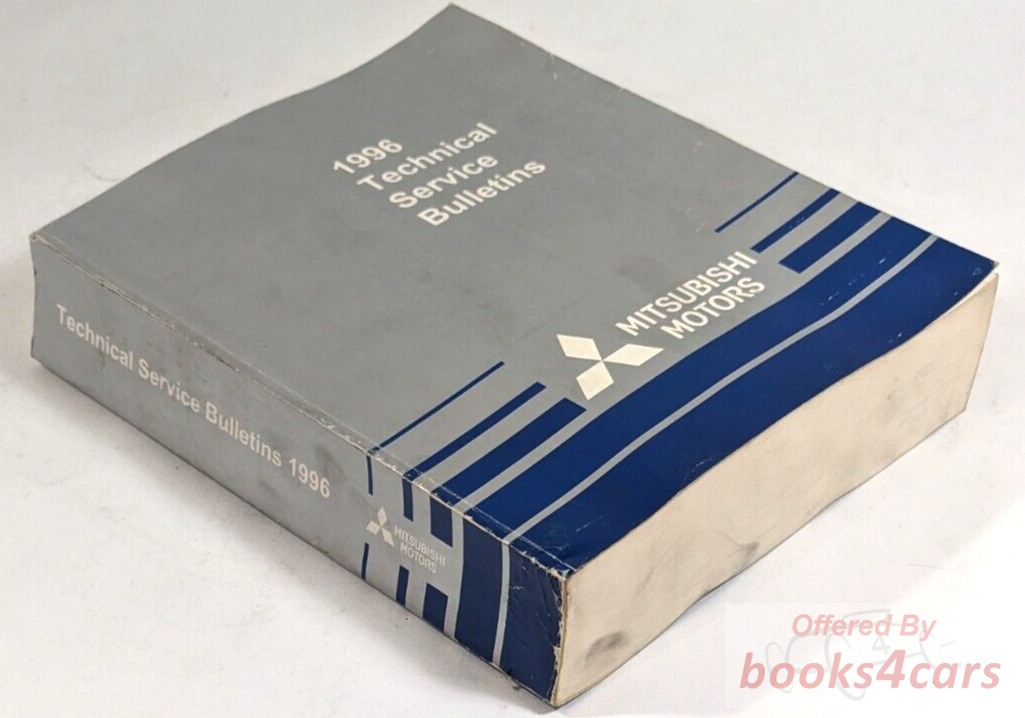 1996
Technical
Service
Bulletins
MITSUBISHI
MOTORS
Technical Service Bulletins 1996
MITSUBISHI
MOTORS
Offered By
books4cars